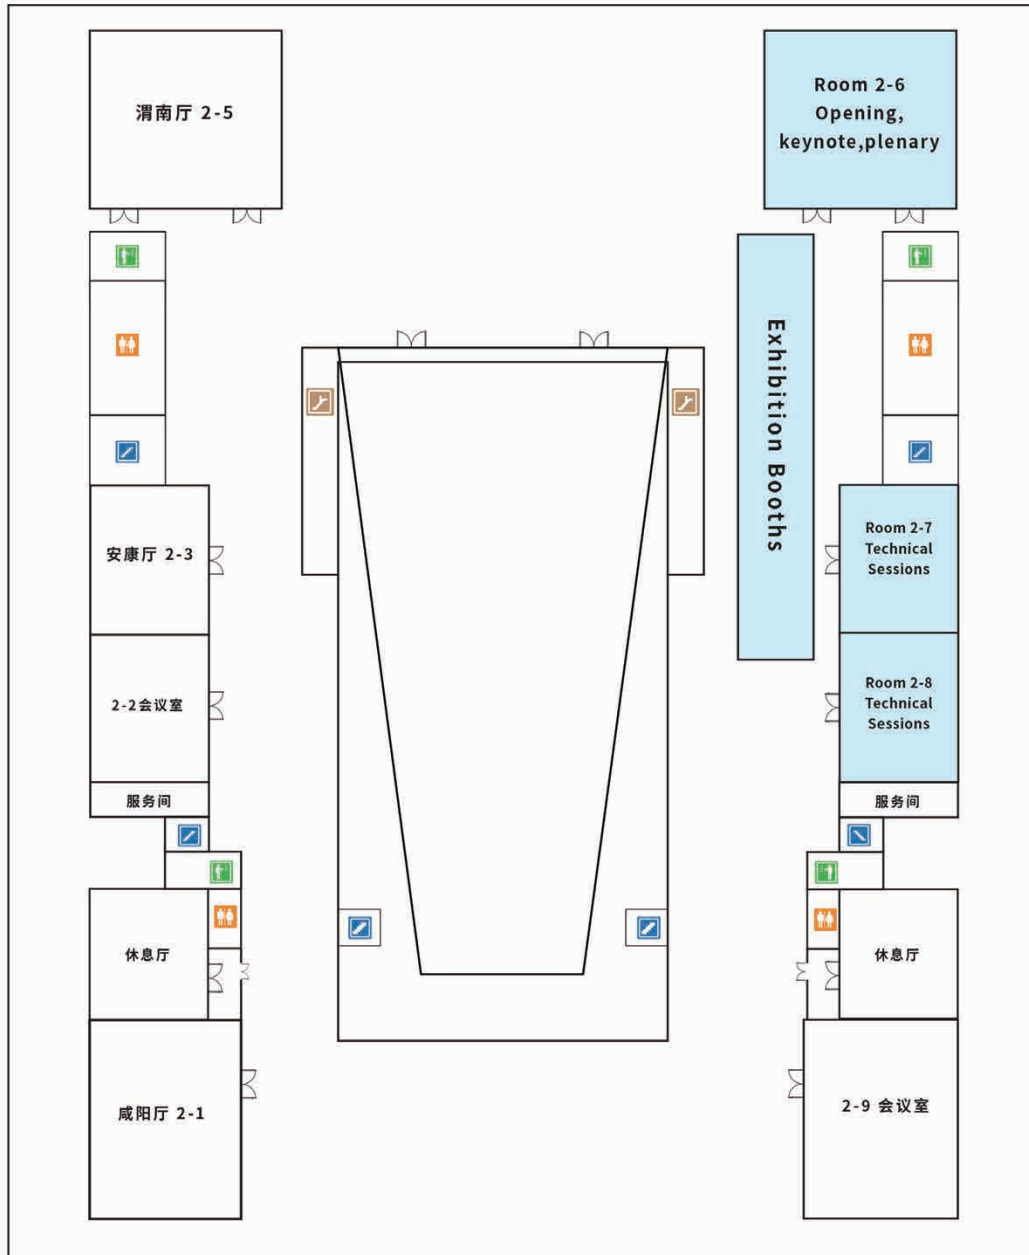 渭南厅 2-5
Room 2-6
Opening,
keynote,plenary
Exhibition Booths
安康厅 2-3
Room 2-7
Technical
Sessions
2-2会议室
Room 2-8
Technical
Sessions
服务间
服务间
休息厅
休息厅
咸阳厅 2-1
2-9 会议室